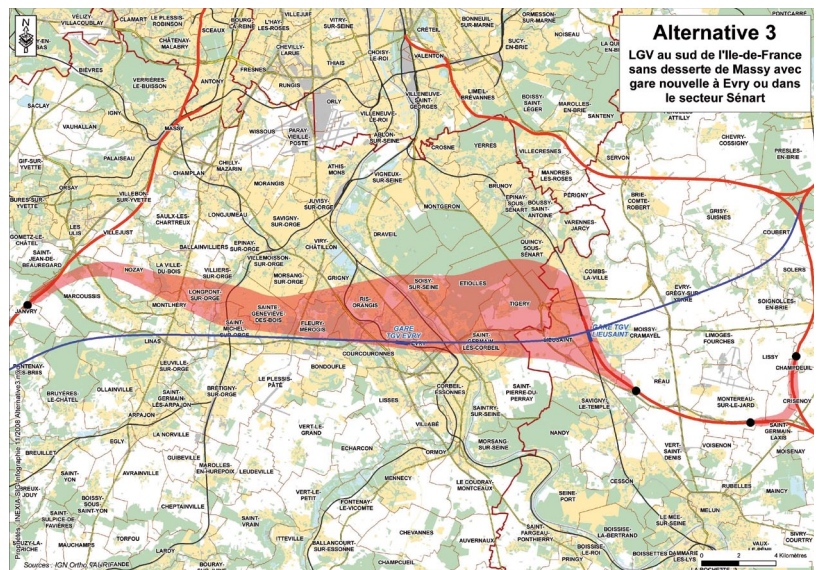 Alternative 3
LGV au sud de l'Ile-de-France
sans desserte de Massy avec
gare nouvelle à Evry ou dans
le secteur Sénart
N
VÉLIZY
VILLACOUBLAY
CLAMART
LE PLESSIS-
ROBINSON
SCEAUX
CHÂTENAY-
MALABRY
BIÈVRES
VERRIÈRES-
LE-BUISSON
ANTONY
FRESNES
CHEVILLY-
LARUE
RUNGIS
THIAIS
CHOISY-
LE-ROI
ORLY
CRÉTEIL
BONNEUIL-
SUR-MARNE
ORMESSON-
SUR-MARNE
NOISEAU
SUCY-
EN-BRIE
VALENTON
LIMEIL-
BRÉVANNES
BOISSY-
SAINT-
LÉGER
MAROLLES-
EN-BRIE
SANTENY
VILLENEUVE-
SAINT-
GEORGES
VILLENEUVE-
LE-ROI
ABLON-
SUR-SEINE
PONTCARRÉ
ATTILLY
CHEVRY-
COSSIGNY
PRESLES-
EN-BRIE
SACLAY
IGNY
VAUHALLAN
MASSY
WISSOUS
PARAY-
VIEILLE-
POSTE
PALAISEAU
CHILLY-
MAZARIN
CHAMPLAN
MORANGIS
ATHIS-
MONS
VIGNEUX-
SUR-SEINE
CROSNE
YERRES
VILLECRESNES
SERVON
MANDRES-
LES-ROSES
BRUNOY
PÉRIGNY
BRIE-
COMTE-
ROBERT
GRISY-
SUISNES
COUBERT
GIF-SUR-
YVETTE
ORSAY
BURES-SUR-
YVETTE
LES
ULIS
VILLEBON-
SUR-YVETTE
VILLEJUST
SAULX-LES-
CHARTREUX
LONGJUMEAU
JUVISY-
SUR-ORGE
SAVIGNY-
SUR-ORGE
MONTGERON
EPINAY-
SOUS-
SÉNART
BOUSSY-
SAINT-
ANTOINE
VARENNES-
JARCY
GOMETZ-LE-
CHÂTEL
SAINT-
JEAN-DE-
BEAUREGARD
BALLAINVILLIERS
EPINAY-
SUR-ORGE
VIRY-
CHÂTILLON
DRAVEIL
QUINCY-
SOUS-
SÉNART
COMBS-
LA-VILLE
EVRY-
GRÉGY-SUR
YERRE
SOLERS
SOIGNOLLES-
EN-BRIE
NOZAY
LA VILLE-
DU-BOIS
VILLIERS-
SUR-ORGE
VILLEMOISSON-
SUR-ORGE
MORSANG-
SUR-ORGE
GRIGNY
RIS-
ORANGIS
SOISY-
SUR-SEINE
ETIOLLES
TIGERY
JANVRY
MARCOUSSIS
MONTLHERY
LONGPONT-
SUR-ORGE
SAINTE
GENEVIÈVE
DES-BOIS
FLEURY-
MÉROGIS
SAINT-
MICHEL-
SUR-ORGE
GARE
TGV EVRY
SAINT-
GERMAIN
LES-CORBEIL
LIEUSAINT
GARE TGV
LIEUSAINT
MOISSY-
CRAMAYEL
LIMOGES-
FOURCHES
LISSY
CHAMPDEUIL
LINAS
COURCOURONNES
BONDOUFLE
LEUVILLE-
SUR-ORGE
BRÉTIGNY-
SUR-ORGE
LE PLESSIS-
PÂTÉ
LISSES
CORBEIL-
ESSONNES
SAINT-
PIERRE-DU-
PERRAY
SAVIGNY-
LE-TEMPLE
RÉAU
MONTEREAU-
SUR-LE-JARD
CRISENOY
SAINT-
GERMAIN-
LAXIS
BRUYÈRES-
LE-CHÂTEL
OLLAINVILLE
SAINT-
GERMAIN-
LÈS-ARPAJON
ARPAJON
LA NORVILLE
EGLY
VERT-LE-
GRAND
VILLABÉ
SAINTRY-
SUR-SEINE
MORSANG-
SUR-SEINE
NANDY
VERT-
SAINT-
DENIS
VOISENON
MOISENAY
BREUILLET
AVRAINVILLE
GUIBEVILLE
MAROLLES-
EN-HUREPOIX
LEUDEVILLE
ECHARCON
ORMOY
MENNECY
LE COUDRAY-
MONTCEAUX
CESSON
SEINE-
PORT
RUBELLES
MAINCY
SAINT-
YON
BOISSY-
SOUS-
SAINT-YON
CHEPTAINVILLE
VERT-LE-
PETIT
FONTENAY-
LE-VICOMTE
SAINT-
VRAIN
LE MEE-
SUR-SEINE
MELUN
SAINT-
SULPICE-DE-
FAVIÈRES
MAUCHAMPS
TORFOU
LARDY
BOURAY-
ITTEVILLE
BALLANCOURT-
SUR-ESSONNE
CHEVANNES
CHAMPCUEIL
AUVERNAUX
SAINT-
FARGEAU-
PONTHIERRY
PRINGY
BOISSISE-
LA-BERTRAND
BOISSISE-
LE-ROI
BOISSETTES
DAMMARIE
LES-LYS
SIVRY-
COURTRY
0 2 4 Kilomètres